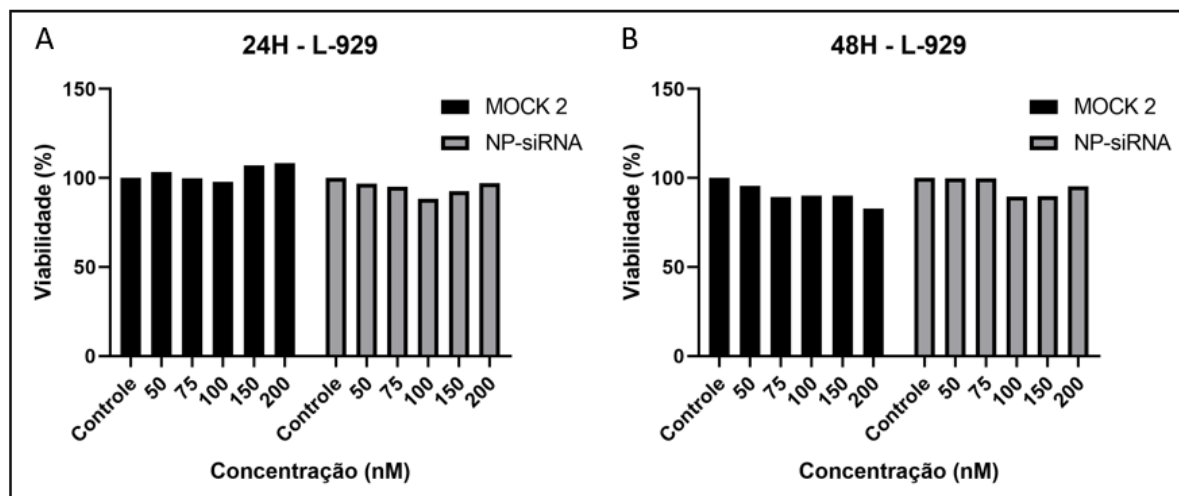 A
24H - L-929
150
100
50
0
Viabilidade (%)
MOCK 2
NP-siRNA
Controle
50
75
100
150
200
Controle
50
75
100
150
200
Concentração (nM)
B
48H - L-929
150
100
50
0
Viabilidade (%)
MOCK 2
NP-siRNA
Controle
50
75
100
150
200
Controle
50
75
100
150
200
Concentração (nM)